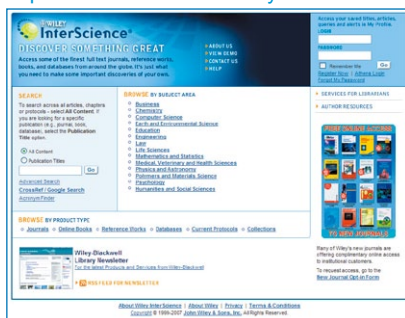 WILEY
InterScience®
DISCOVER SOMETHING GREAT
Access some of the finest full text journals, reference works,
books, and databases from around the globe. It's just what
you need to make some important discoveries of your own.
ABOUT US
VIEW DEMO
CONTACT US
HELP
Access your saved titles, articles,
queries and alerts in My Profile.
LOGIN
PASSWORD
Remember Me
Go
Register Now | Athens Login
Forgot My Password
SEARCH
To search across all articles, chapters
or protocols - select All Content. If
you are looking for a specific
publication (e.g., journal, book,
database), select the Publication
Title option.
All Content
Publication Titles
Go
Advanced Search
CrossRef / Google Search
Acronym Finder
BROWSE BY SUBJECT AREA
Business
Chemistry
Computer Science
Earth and Environmental Science
Education
Engineering
Law
Life Sciences
Mathematics and Statistics
Medical, Veterinary and Health Sciences
Physics and Astronomy
Polymers and Materials Science
Psychology
Humanities and Social Sciences
SERVICES FOR LIBRARIANS
AUTHOR RESOURCES
FREE ONLINE ACCESS
TO NEW JOURNALS
BROWSE BY PRODUCT TYPE
Journals
Online Books
Reference Works
Databases
Current Protocols
Collections
Wiley-Blackwell
Library Newsletter
For the latest Products and Services from Wiley-Blackwell
RSS FEED FOR NEWSLETTER
Many of Wiley's new journals are
offering complimentary online access
to institutional customers.
To request access, go to the
New Journal Opt-in Form
About Wiley InterScience | About Wiley | Privacy | Terms & Conditions
Copyright © 1999-2007 John Wiley & Sons, Inc. All Rights Reserved.